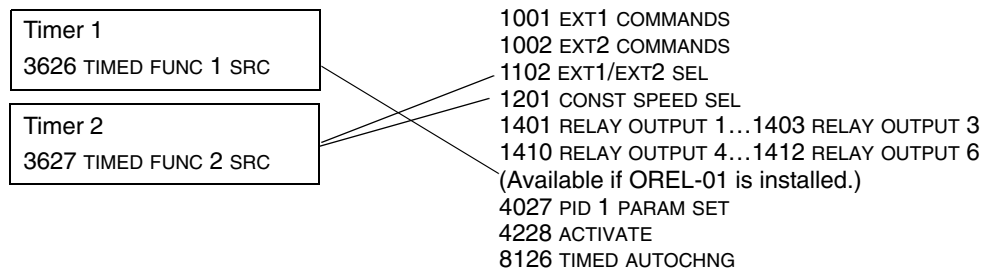 Timer 1
3626 TIMED FUNC 1 SRC
Timer 2
3627 TIMED FUNC 2 SRC
1001 EXT1 COMMANDS
1002 EXT2 COMMANDS
1102 EXT1/EXT2 SEL
1201 CONST SPEED SEL
1401 RELAY OUTPUT 1…1403 RELAY OUTPUT 3
1410 RELAY OUTPUT 4…1412 RELAY OUTPUT 6
(Available if OREL-01 is installed.)
4027 PID 1 PARAM SET
4228 ACTIVATE
8126 TIMED AUTOCHNG